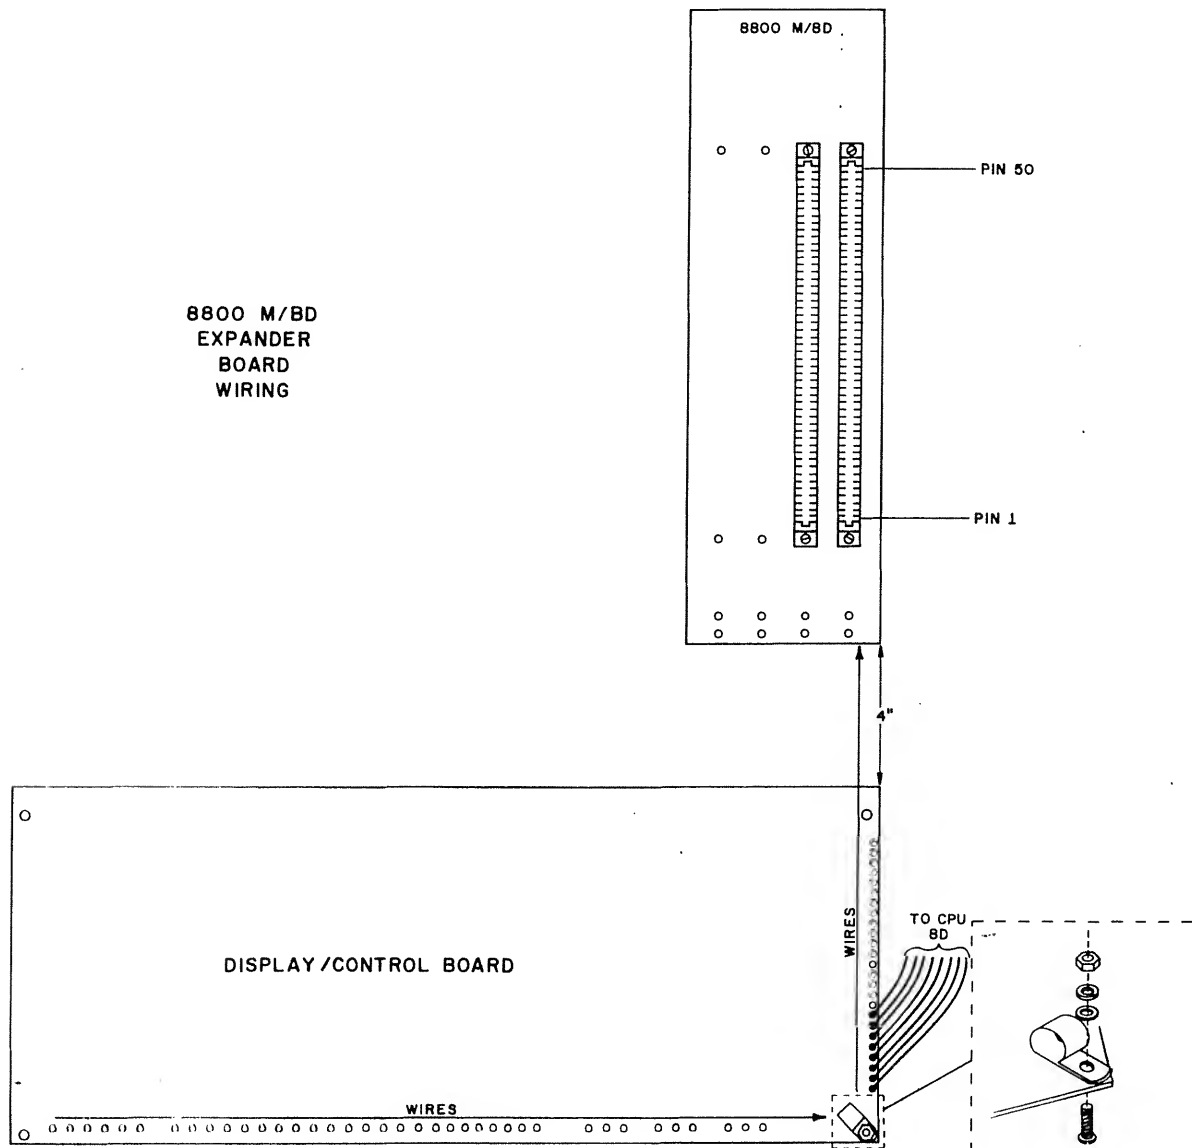 8800 M/BD
PIN 50
8800 M/BD
EXPANDER
BOARD
WIRING
PIN 1
4"
WIRES
TO CPU
BD
DISPLAY/CONTROL BOARD
WIRES